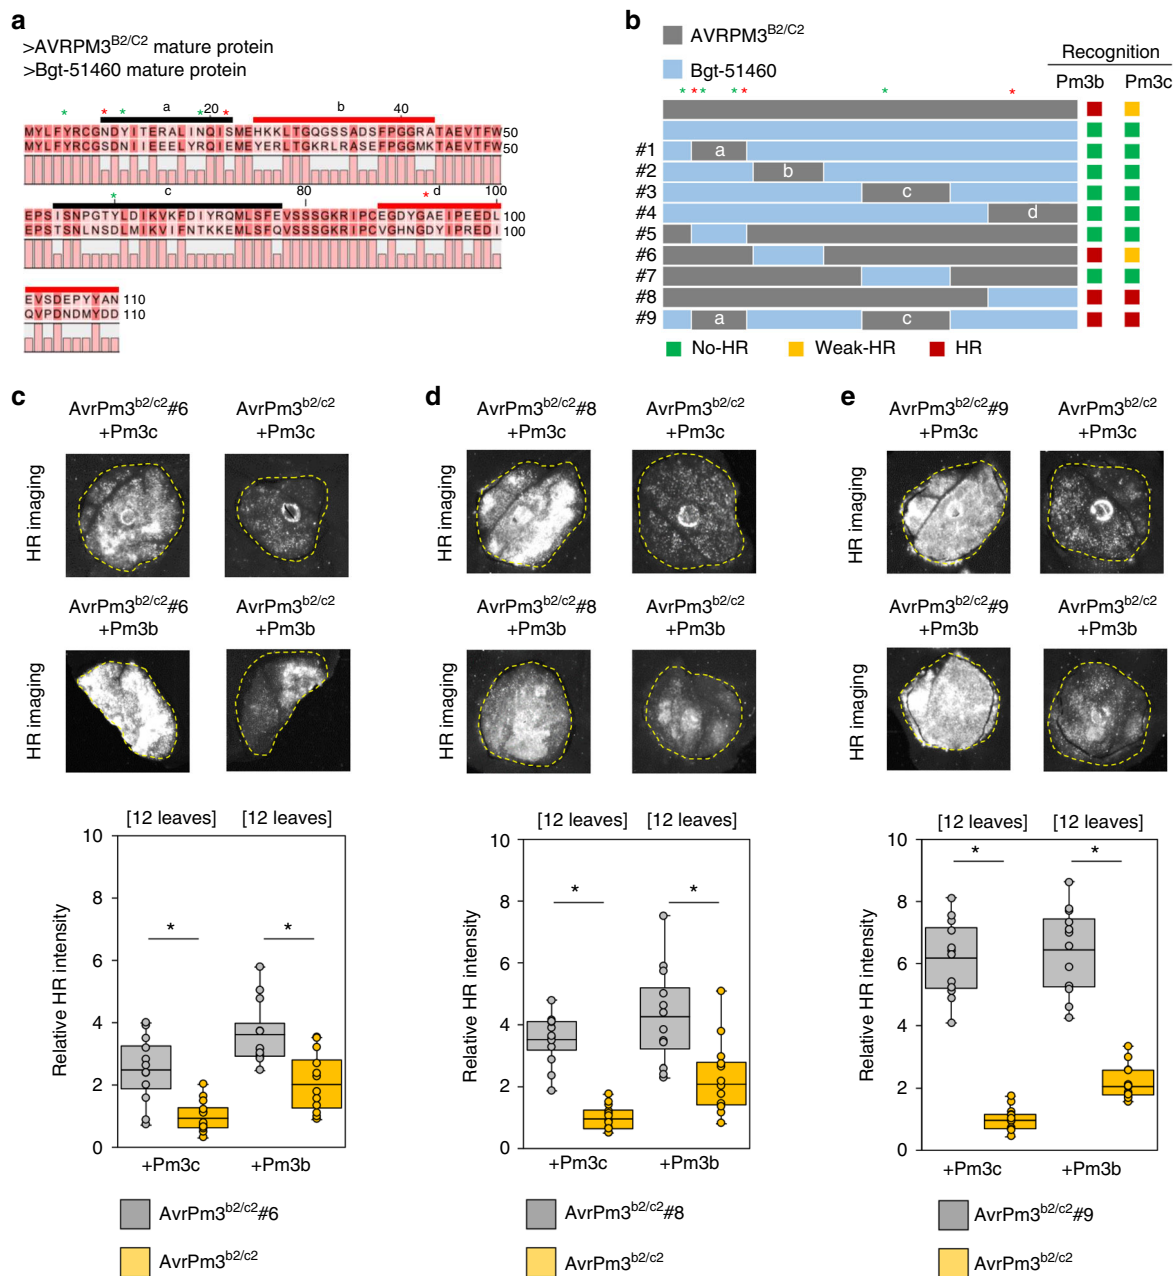 a
>AVRPM3B2/C2 mature protein
>Bgt-51460 mature protein
* * * a * 20 * b 40
MYLFYRCGNDYITERALINQISMEHKKLTGQGSSADSFPGGRATAEVTFW 50
MYLFYRCGSDNIIEEELYRQIEMEYERLTGKRLRASEFPGGMKTAEVTFW 50
c * 80 * d 100
EPSISNPGTYLDIKVKFDIYRQMLSFEVSSSGKRIPCEGDYGAEIPEEDL 100
EPSTSNLNSDLMIKVIFNTKKEMLSFQVSSSGKRIPCVGHNGDYIPREDI 100
EVSDEPYYAN 110
QVPDNDMYDD 110
b
AVRPM3B2/C2
Bgt-51460
Recognition
Pm3b Pm3c
* * * * * * *
#1 a
#2 b
#3 c
#4 d
#5
#6
#7
#8
#9 a c
No-HR Weak-HR HR
c
AvrPm3b2/c2#6 +Pm3c
AvrPm3b2/c2 +Pm3c
HR imaging
AvrPm3b2/c2#6 +Pm3b
AvrPm3b2/c2 +Pm3b
HR imaging
[12 leaves] [12 leaves]
10
8
6
4
2
0
* *
Relative HR intensity
+Pm3c +Pm3b
AvrPm3b2/c2#6
AvrPm3b2/c2
d
AvrPm3b2/c2#8 +Pm3c
AvrPm3b2/c2 +Pm3c
HR imaging
AvrPm3b2/c2#8 +Pm3b
AvrPm3b2/c2 +Pm3b
HR imaging
[12 leaves] [12 leaves]
10
8
6
4
2
0
* *
Relative HR intensity
+Pm3c +Pm3b
AvrPm3b2/c2#8
AvrPm3b2/c2
e
AvrPm3b2/c2#9 +Pm3c
AvrPm3b2/c2 +Pm3c
HR imaging
AvrPm3b2/c2#9 +Pm3b
AvrPm3b2/c2 +Pm3b
HR imaging
[12 leaves] [12 leaves]
10
8
6
4
2
0
* *
Relative HR intensity
+Pm3c +Pm3b
AvrPm3b2/c2#9
AvrPm3b2/c2